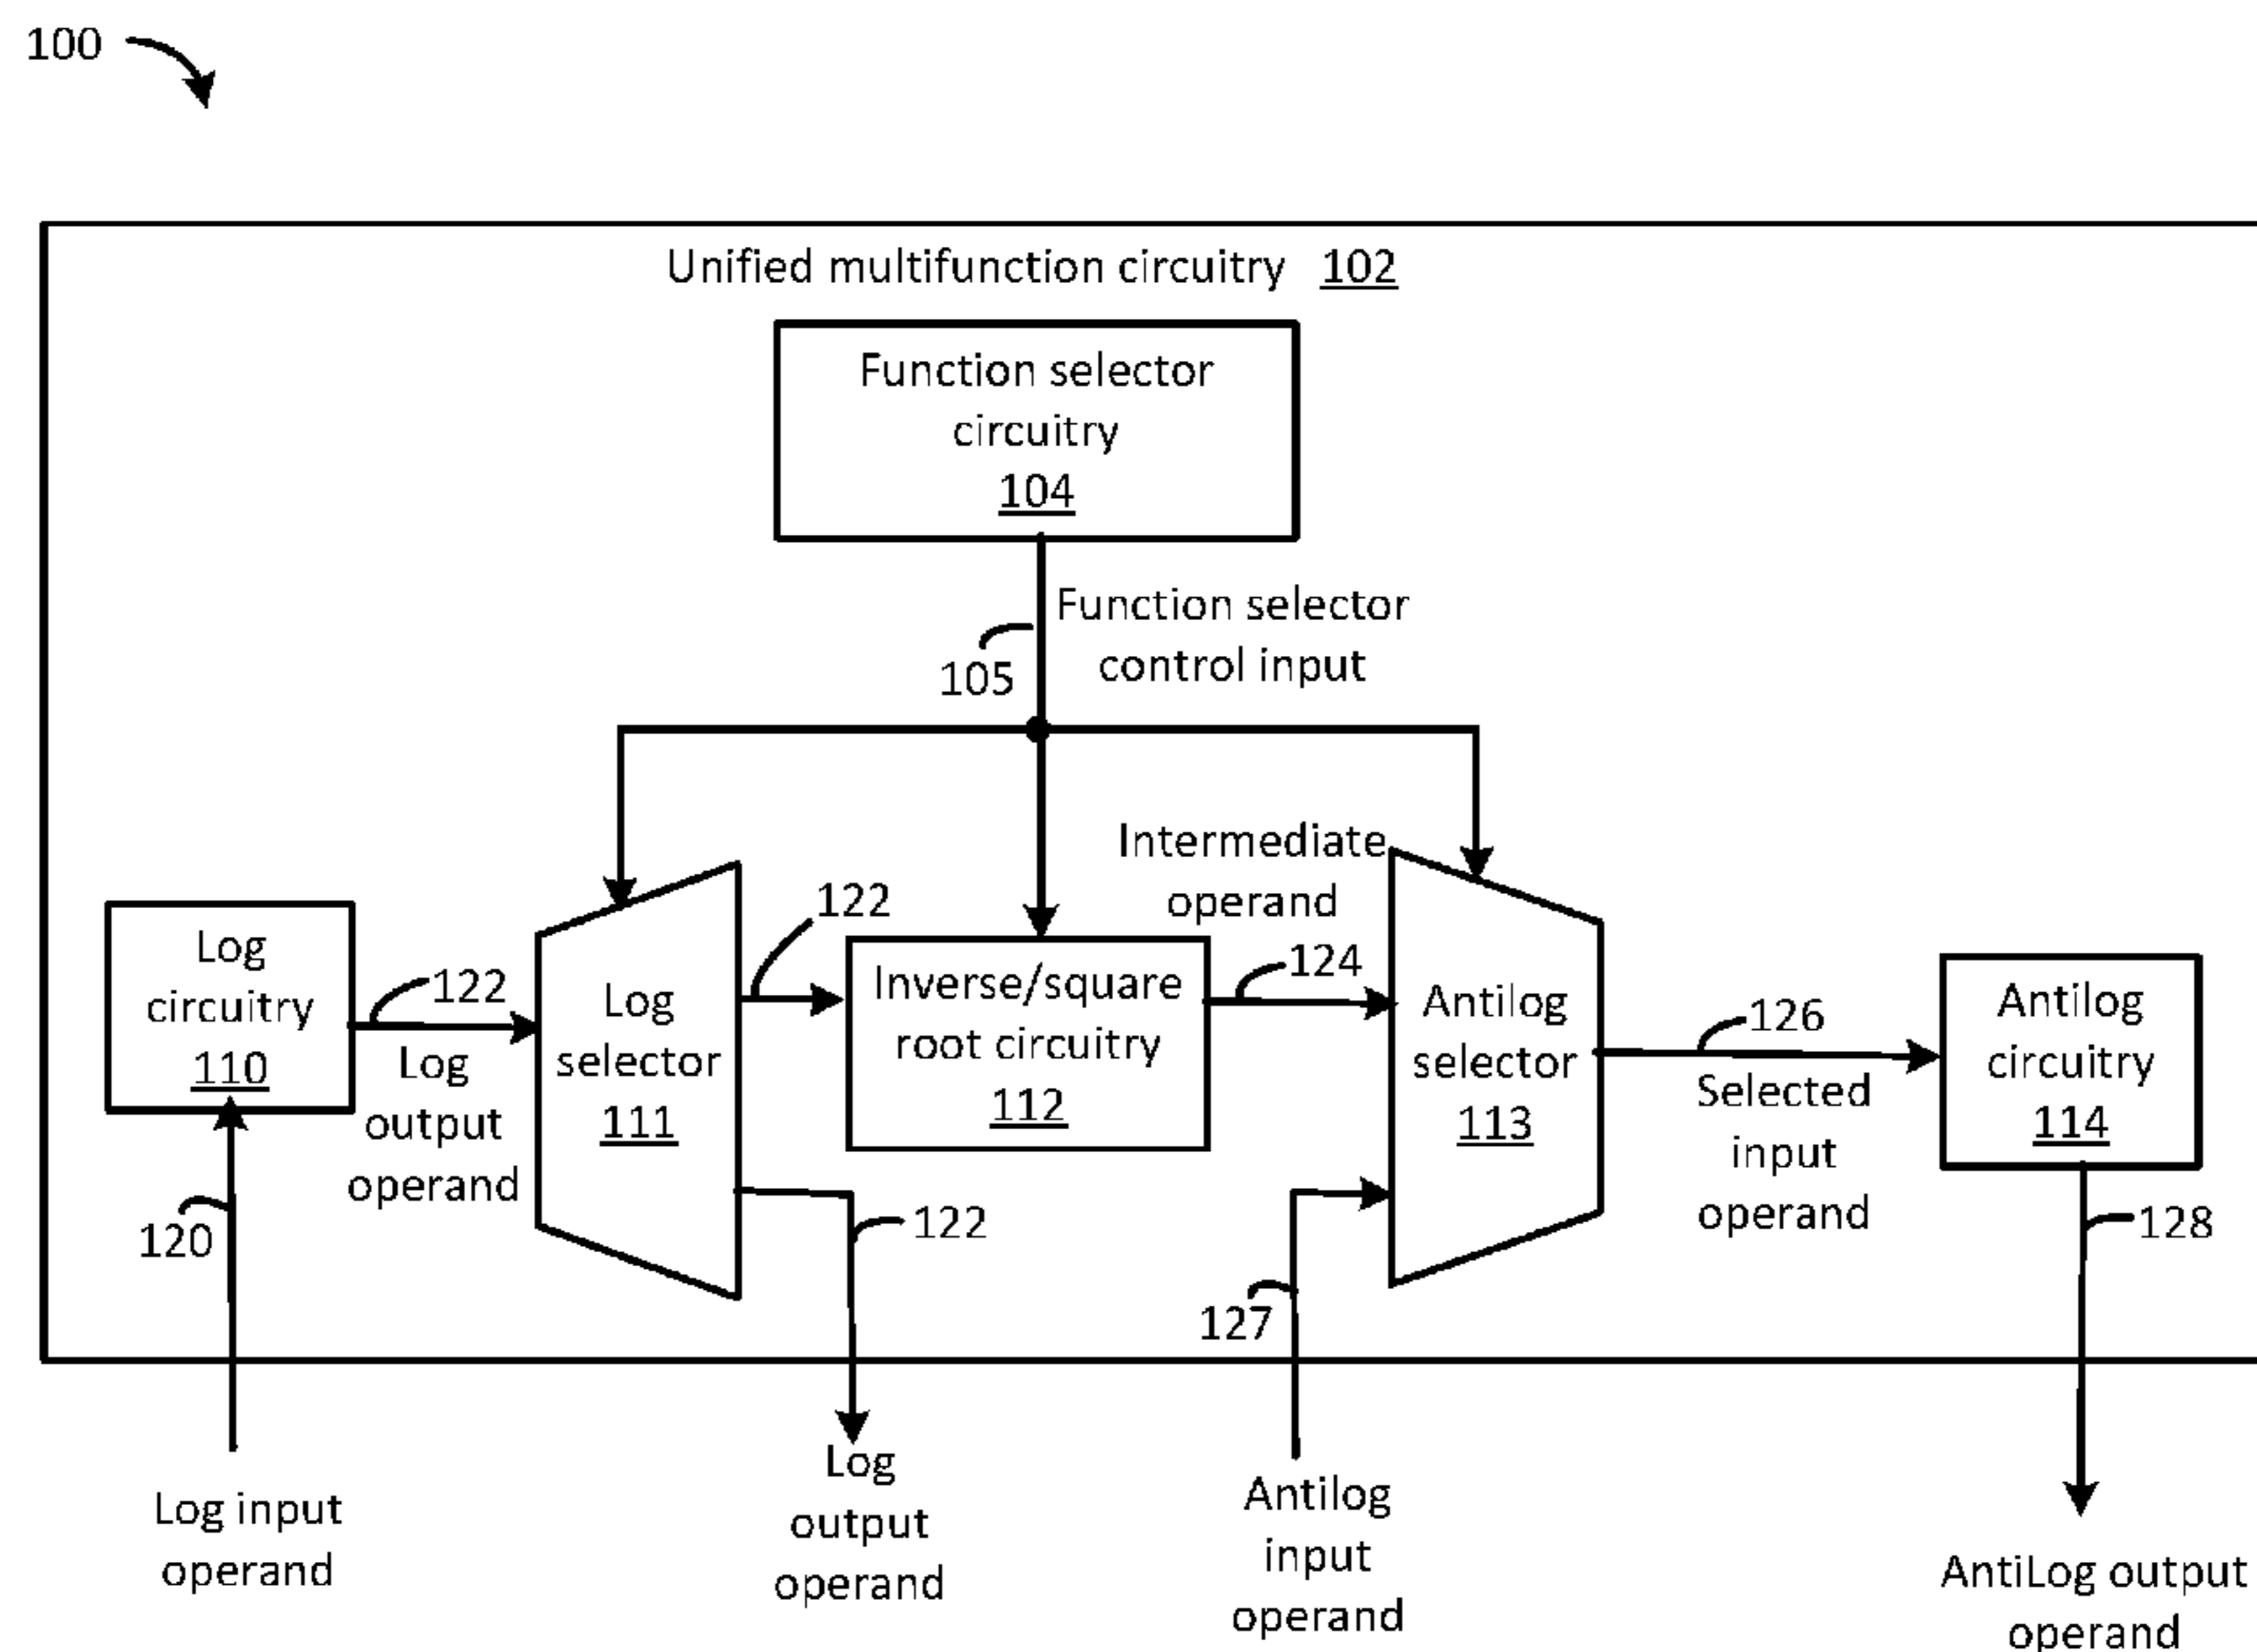 100
Unified multifunction circuitry 102
Function selector
circuitry
104
Function selector
control input
105
Log
circuitry
110
122
Log
output
operand
120
Log
selector
111
122
Inverse/square
root circuitry
112
122
Intermediate
operand
124
Antilog
selector
113
127
126
Selected
input
operand
Antilog
circuitry
114
128
Log input
operand
Log
output
operand
Antilog
input
operand
AntiLog output
operand